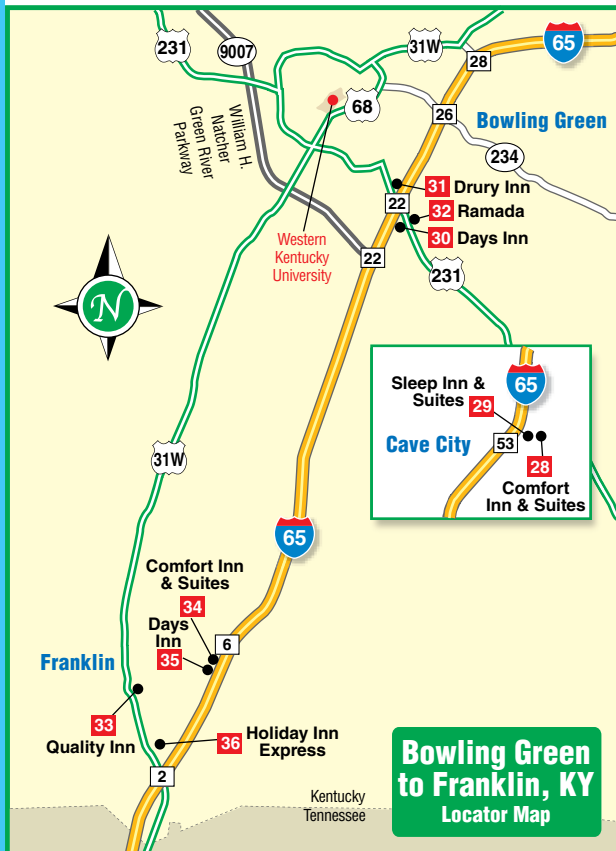 231
9007
31W
65
28
68
26
Bowling Green
William H.
Natcher
Green River
Parkway
234
31 Drury Inn
22
32 Ramada
30 Days Inn
Western
Kentucky
University
22
231
N
Sleep Inn &
Suites 29
65
53
Cave City
28
Comfort
Inn & Suites
31W
65
Comfort Inn
& Suites
34
Days
Inn
35
6
Franklin
33
Quality Inn
36 Holiday Inn
Express
2
Bowling Green
to Franklin, KY
Locator Map
Kentucky
Tennessee